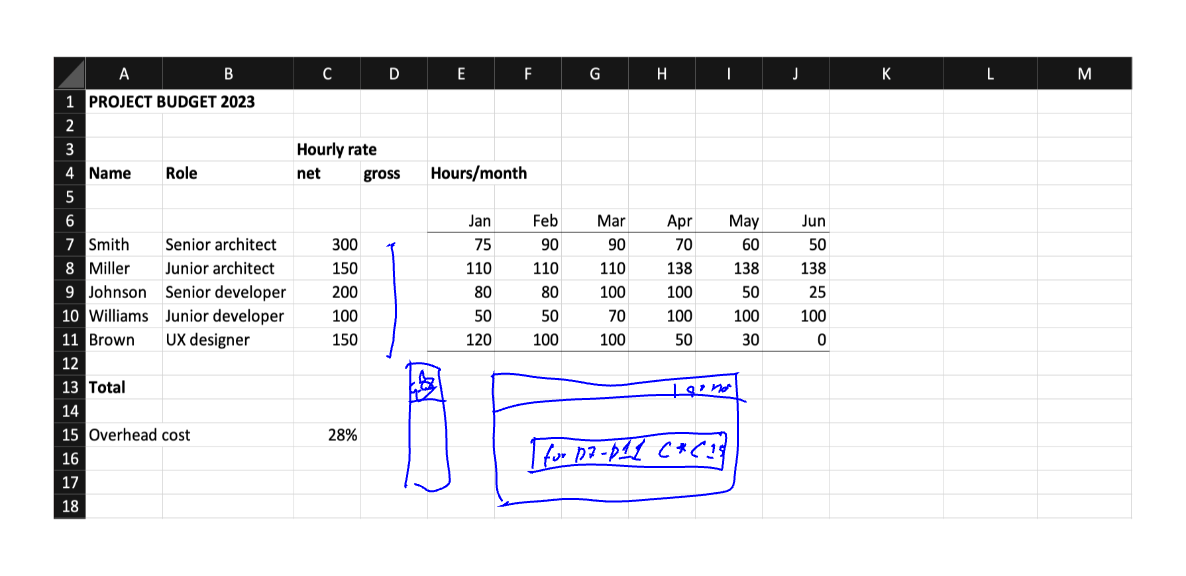 A B C D E F G H I J K L M
1 PROJECT BUDGET 2023
2
3 Hourly rate
4 Name Role net gross Hours/month
5
6 Jan Feb Mar Apr May Jun
7 Smith Senior architect 300 75 90 90 70 60 50
8 Miller Junior architect 150 110 110 110 138 138 138
9 Johnson Senior developer 200 80 80 100 100 50 25
10 Williams Junior developer 100 50 50 70 100 100 100
11 Brown UX designer 150 120 100 100 50 30 0
12
13 Total
14
15 Overhead cost 28%
for D7-D11 C*C15
16
17
18